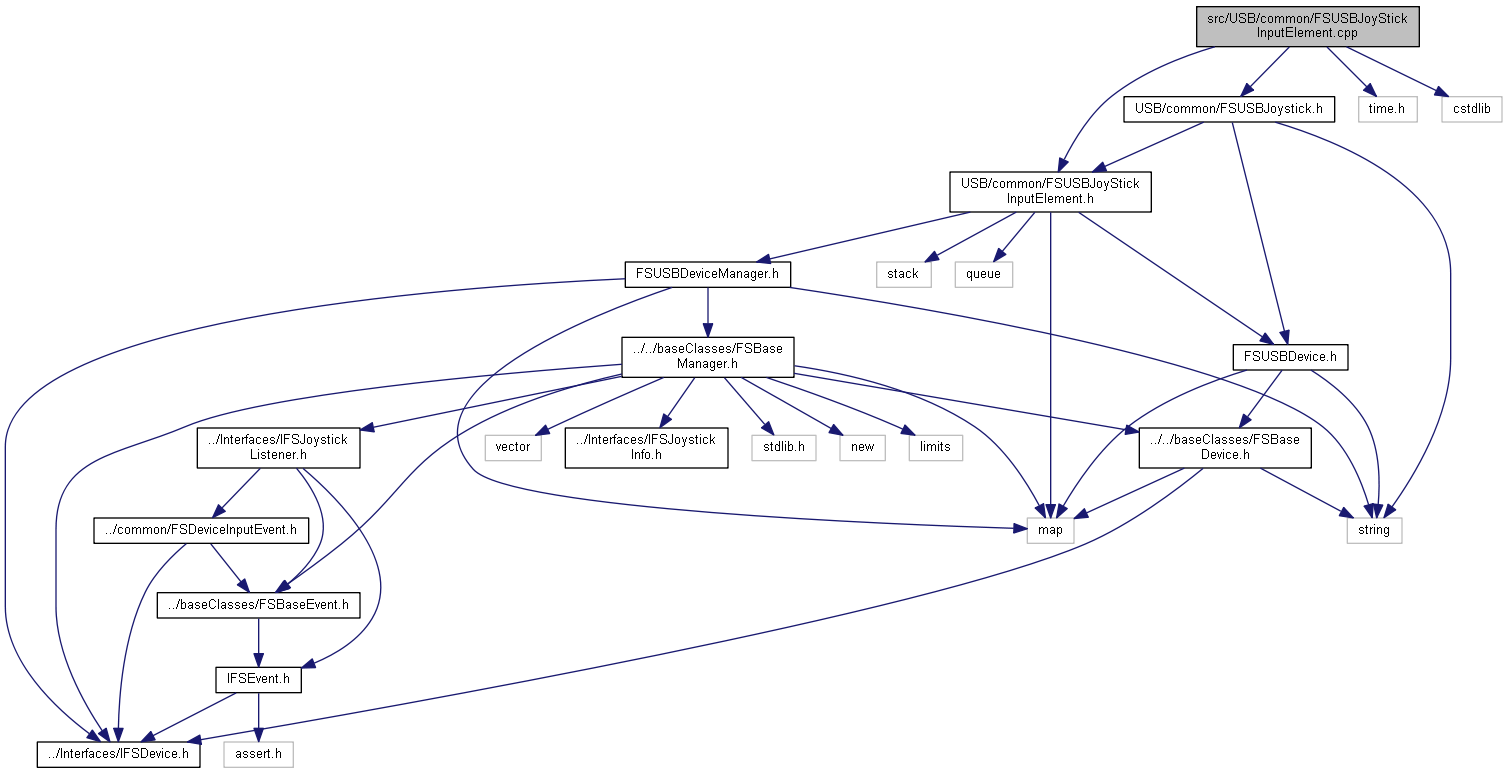 src/USB/common/FSUSBJoyStick
InputElement.cpp
USB/common/FSUSBJoystick.h
time.h
cstdlib
USB/common/FSUSBJoyStick
InputElement.h
FSUSBDeviceManager.h
stack
queue
../../baseClasses/FSBase
Manager.h
FSUSBDevice.h
../Interfaces/IFSJoystick
Listener.h
vector
../Interfaces/IFSJoystick
Info.h
stdlib.h
new
limits
../../baseClasses/FSBase
Device.h
../common/FSDeviceInputEvent.h
map
string
../baseClasses/FSBaseEvent.h
IFSEvent.h
../Interfaces/IFSDevice.h
assert.h